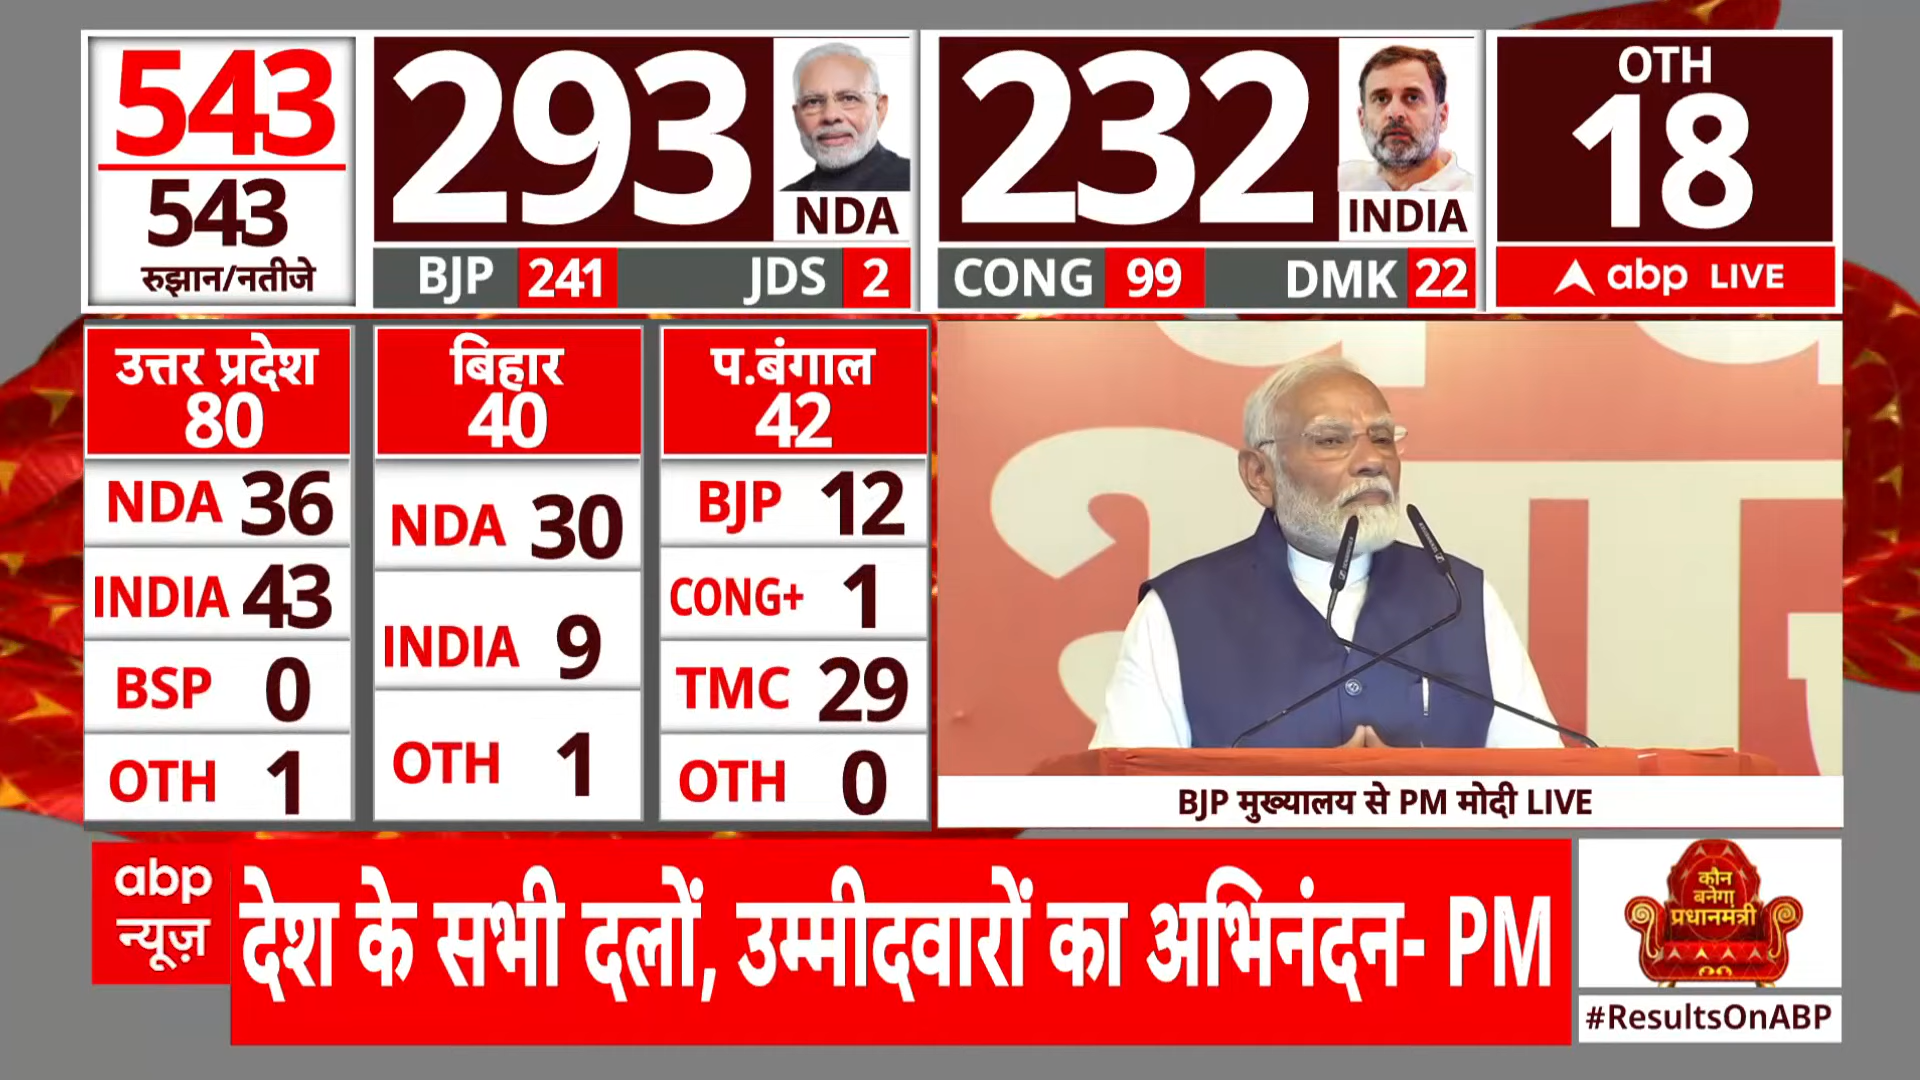 543
543
रुझान/नतीजे
293
NDA
BJP 241
JDS 2
232
INDIA
CONG 99
DMK 22
OTH
18
abp LIVE
उत्तर प्रदेश
80
NDA 36
INDIA 43
BSP 0
OTH 1
बिहार
40
NDA 30
INDIA 9
OTH 1
प.बंगाल
42
BJP 12
CONG+ 1
TMC 29
OTH 0
BJP मुख्यालय से PM मोदी LIVE
abp
न्यूज़
देश के सभी दलों, उम्मीदवारों का अभिनंदन- PM
कौन
बनेगा
प्रधानमंत्री
#ResultsOnABP